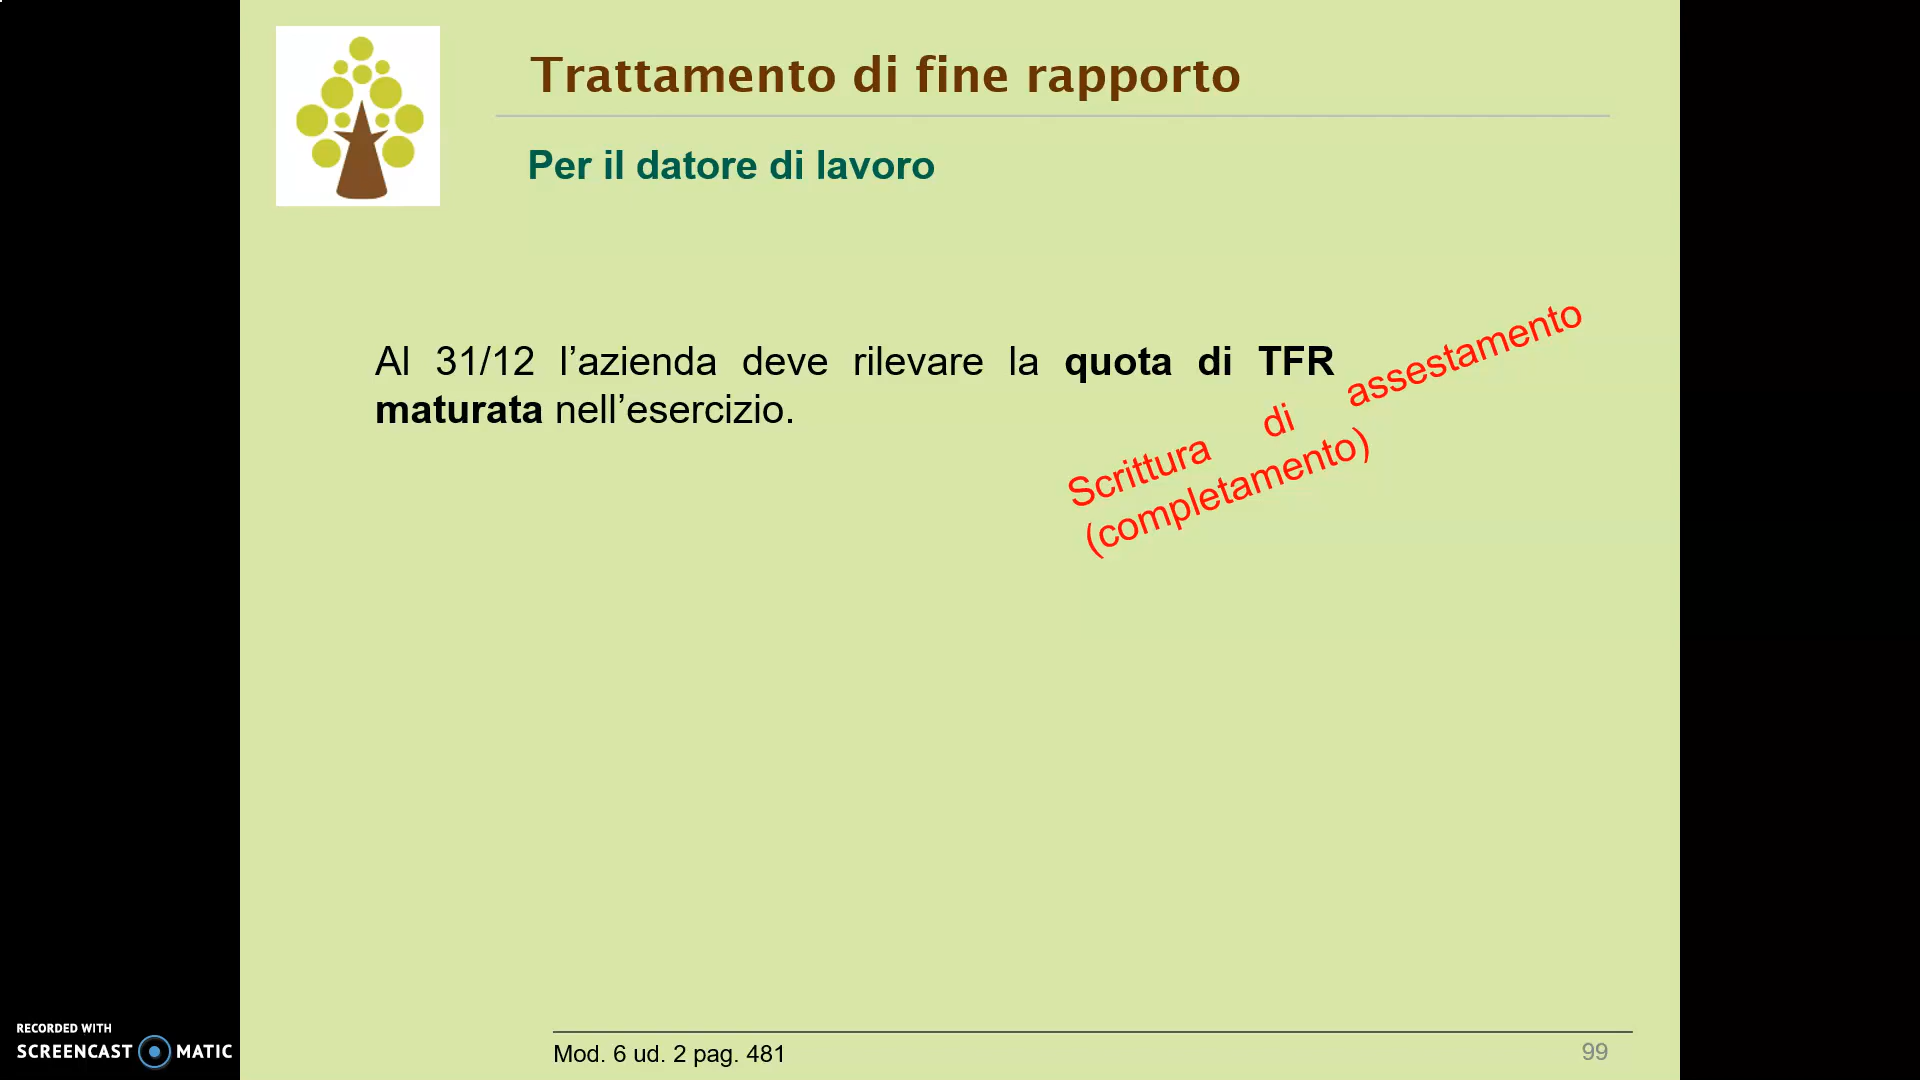 Trattamento di fine rapporto
Per il datore di lavoro
Al 31/12 l’azienda deve rilevare la quota di TFR
maturata nell’esercizio.
Scrittura di assestamento
(completamento)
Mod. 6 ud. 2 pag. 481
99
RECORDED WITH
SCREENCAST MATIC